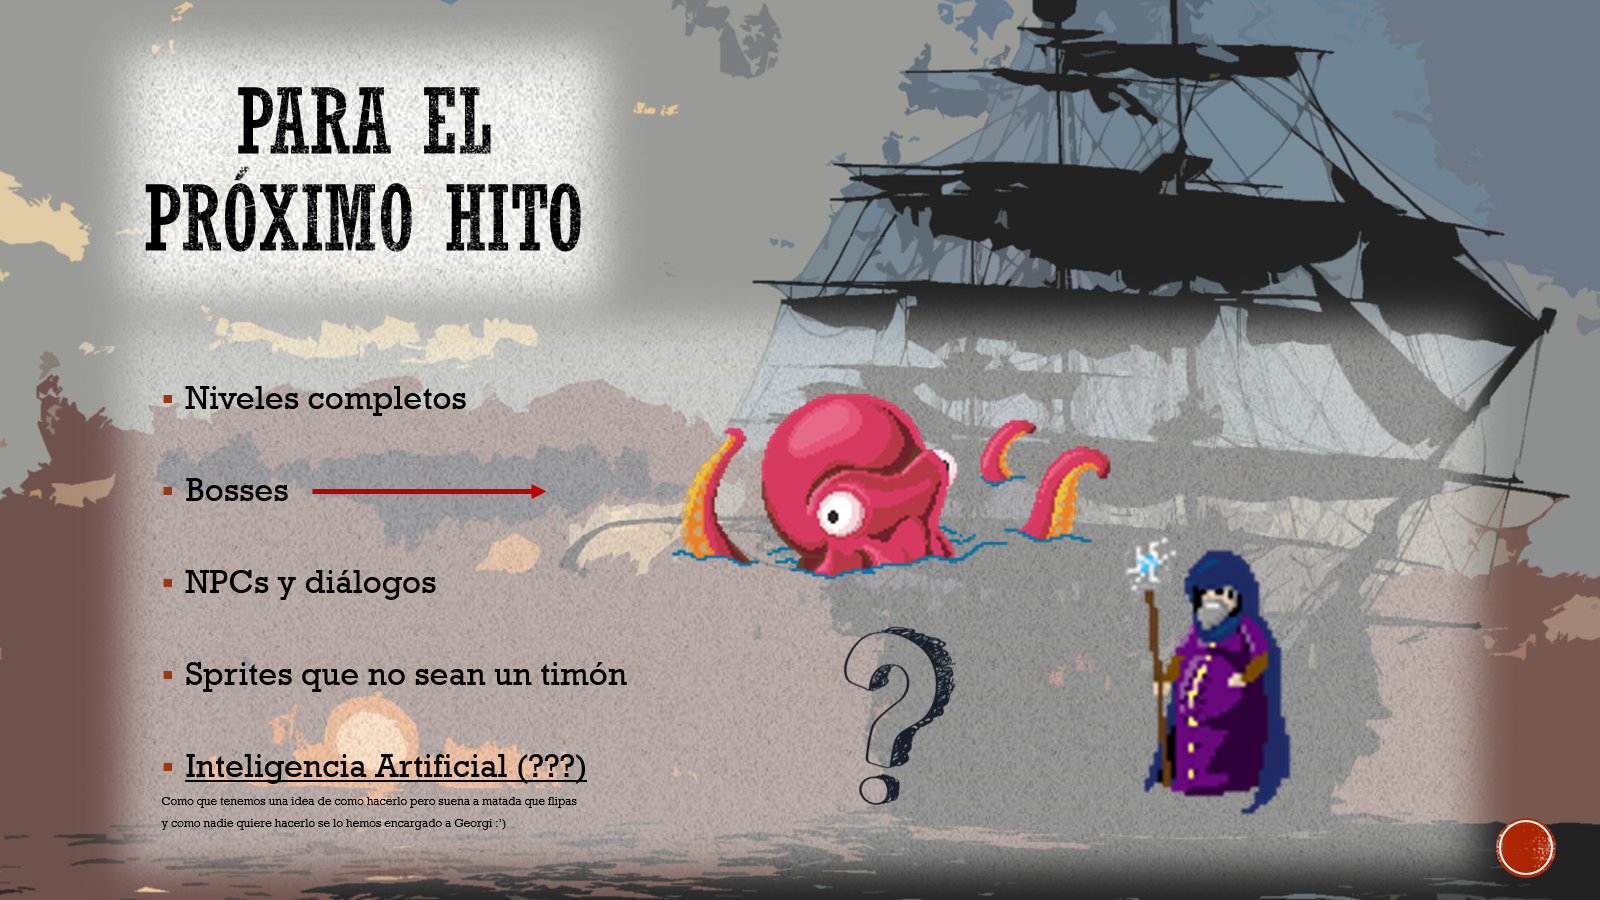 PARA EL
PRÓXIMO HITO
Niveles completos
Bosses
NPCs y diálogos
Sprites que no sean un timón
Inteligencia Artificial (???)
Como que tenemos una idea de como hacerlo pero suena a matada que flipas
y como nadie quiere hacerlo se lo hemos encargado a Georgi :')
?